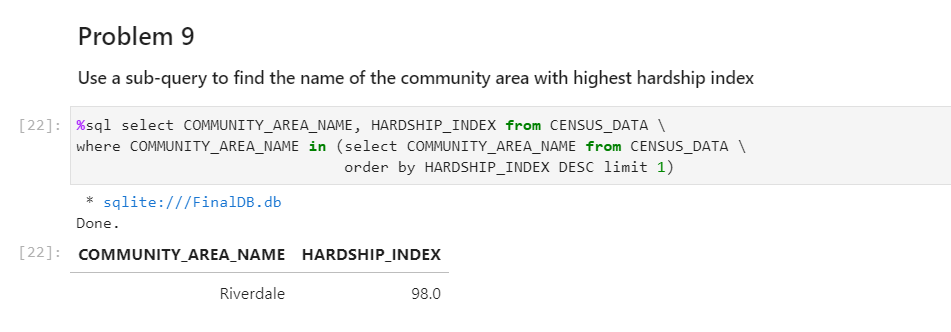 Problem 9
Use a sub-query to find the name of the community area with highest hardship index
[22]: %sql select COMMUNITY_AREA_NAME, HARDSHIP_INDEX from CENSUS_DATA \
where COMMUNITY_AREA_NAME in (select COMMUNITY_AREA_NAME from CENSUS_DATA \
order by HARDSHIP_INDEX DESC limit 1)
* sqlite:///FinalDB.db
Done.
[22]: COMMUNITY_AREA_NAME HARDSHIP_INDEX
Riverdale 98.0